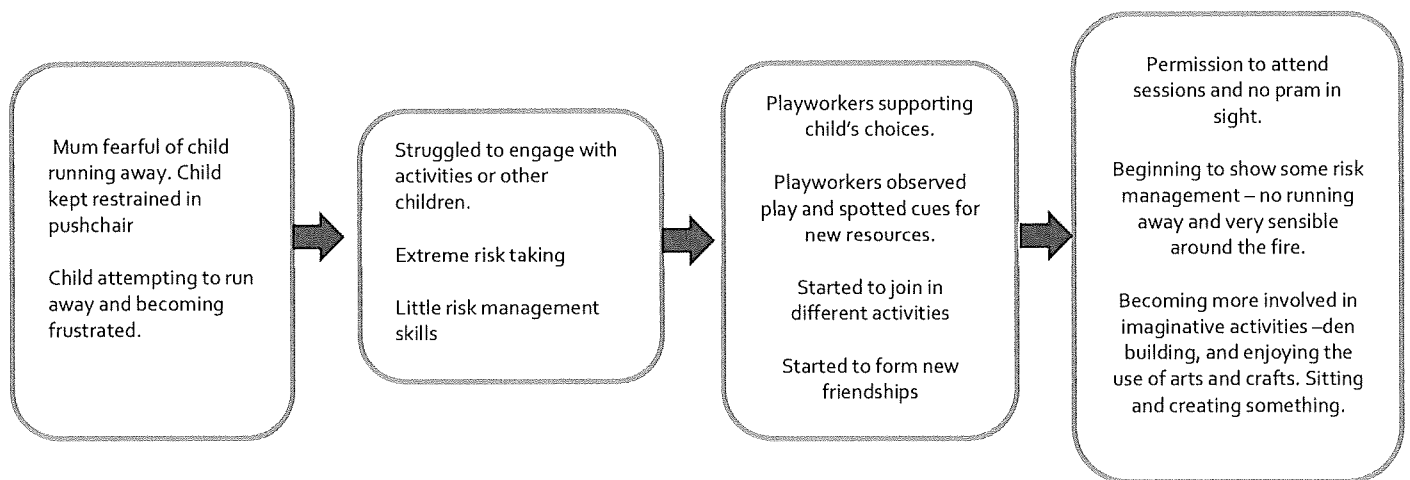 Mum fearful of child
running away. Child
kept restrained in
pushchair
Child attempting to run
away and becoming
frustrated.
Struggled to engage with
activities or other
children.
Extreme risk taking
Little risk management
skills
Playworkers supporting
child's choices.
Playworkers observed
play and spotted cues for
new resources.
Started to join in
different activities
Started to form new
friendships
Permission to attend
sessions and no pram in
sight.
Beginning to show some risk
management – no running
away and very sensible
around the fire.
Becoming more involved in
imaginative activities –den
building, and enjoying the
use of arts and crafts. Sitting
and creating something.